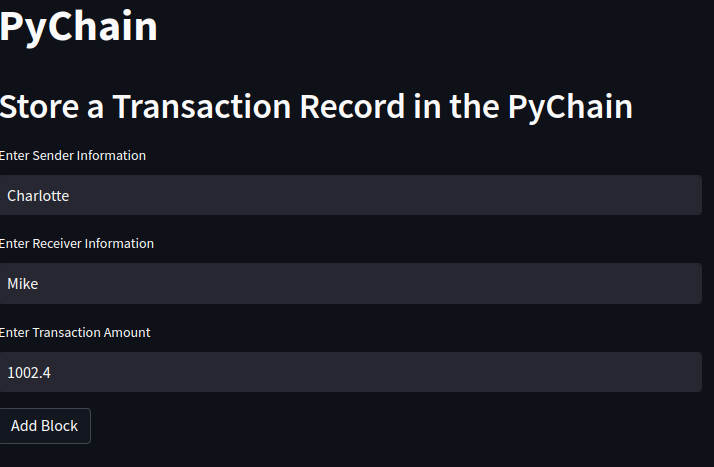 PyChain
Store a Transaction Record in the PyChain
Enter Sender Information
Charlotte
Enter Receiver Information
Mike
Enter Transaction Amount
1002.4
Add Block